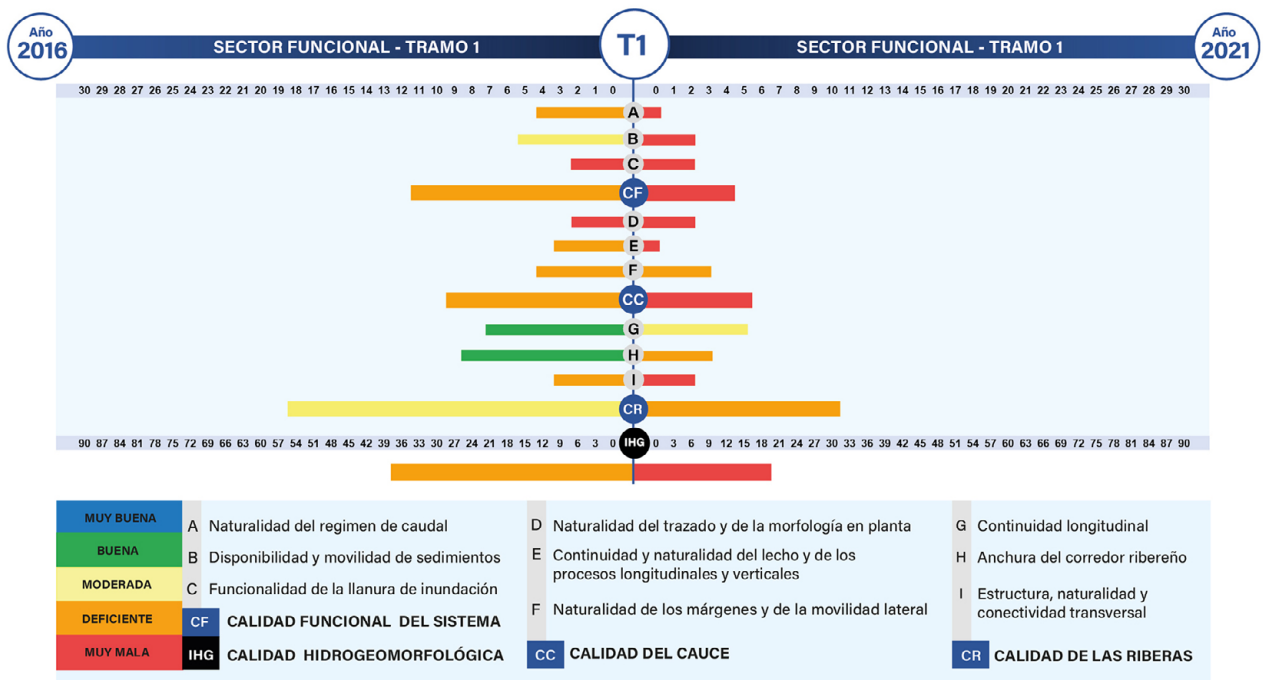 Año
2016
SECTOR FUNCIONAL - TRAMO 1
T1
SECTOR FUNCIONAL - TRAMO 1
Año
2021
30 29 28 27 26 25 24 23 22 21 20 19 18 17 16 15 14 13 12 11 10 9 8 7 6 5 4 3 2 1 0 0 1 2 3 4 5 6 7 8 9 10 11 12 13 14 15 16 17 18 19 20 21 22 23 24 25 26 27 28 29 30
A
B
C
CF
D
E
F
CC
G
H
I
CR
90 87 84 81 78 75 72 69 66 63 60 57 54 51 48 45 42 39 36 33 30 27 24 21 18 15 12 9 6 3 0 IHG 0 3 6 9 12 15 18 21 24 27 30 33 36 39 42 45 48 51 54 57 60 63 66 69 72 75 78 81 84 87 90
MUY BUENA
BUENA
MODERADA
DEFICIENTE
MUY MALA
A Naturalidad del regimen de caudal
B Disponibilidad y movilidad de sedimientos
C Funcionalidad de la llanura de inundación
CF CALIDAD FUNCIONAL DEL SISTEMA
IHG CALIDAD HIDROGEOMORFOLÓGICA
D Naturalidad del trazado y de la morfología en planta
E Continuidad y naturalidad del lecho y de los
procesos longitudinales y verticales
F Naturalidad de los márgenes y de la movilidad lateral
CC CALIDAD DEL CAUCE
G Continuidad longitudinal
H Anchura del corredor ribereño
I Estructura, naturalidad y
conectividad transversal
CR CALIDAD DE LAS RIBERAS